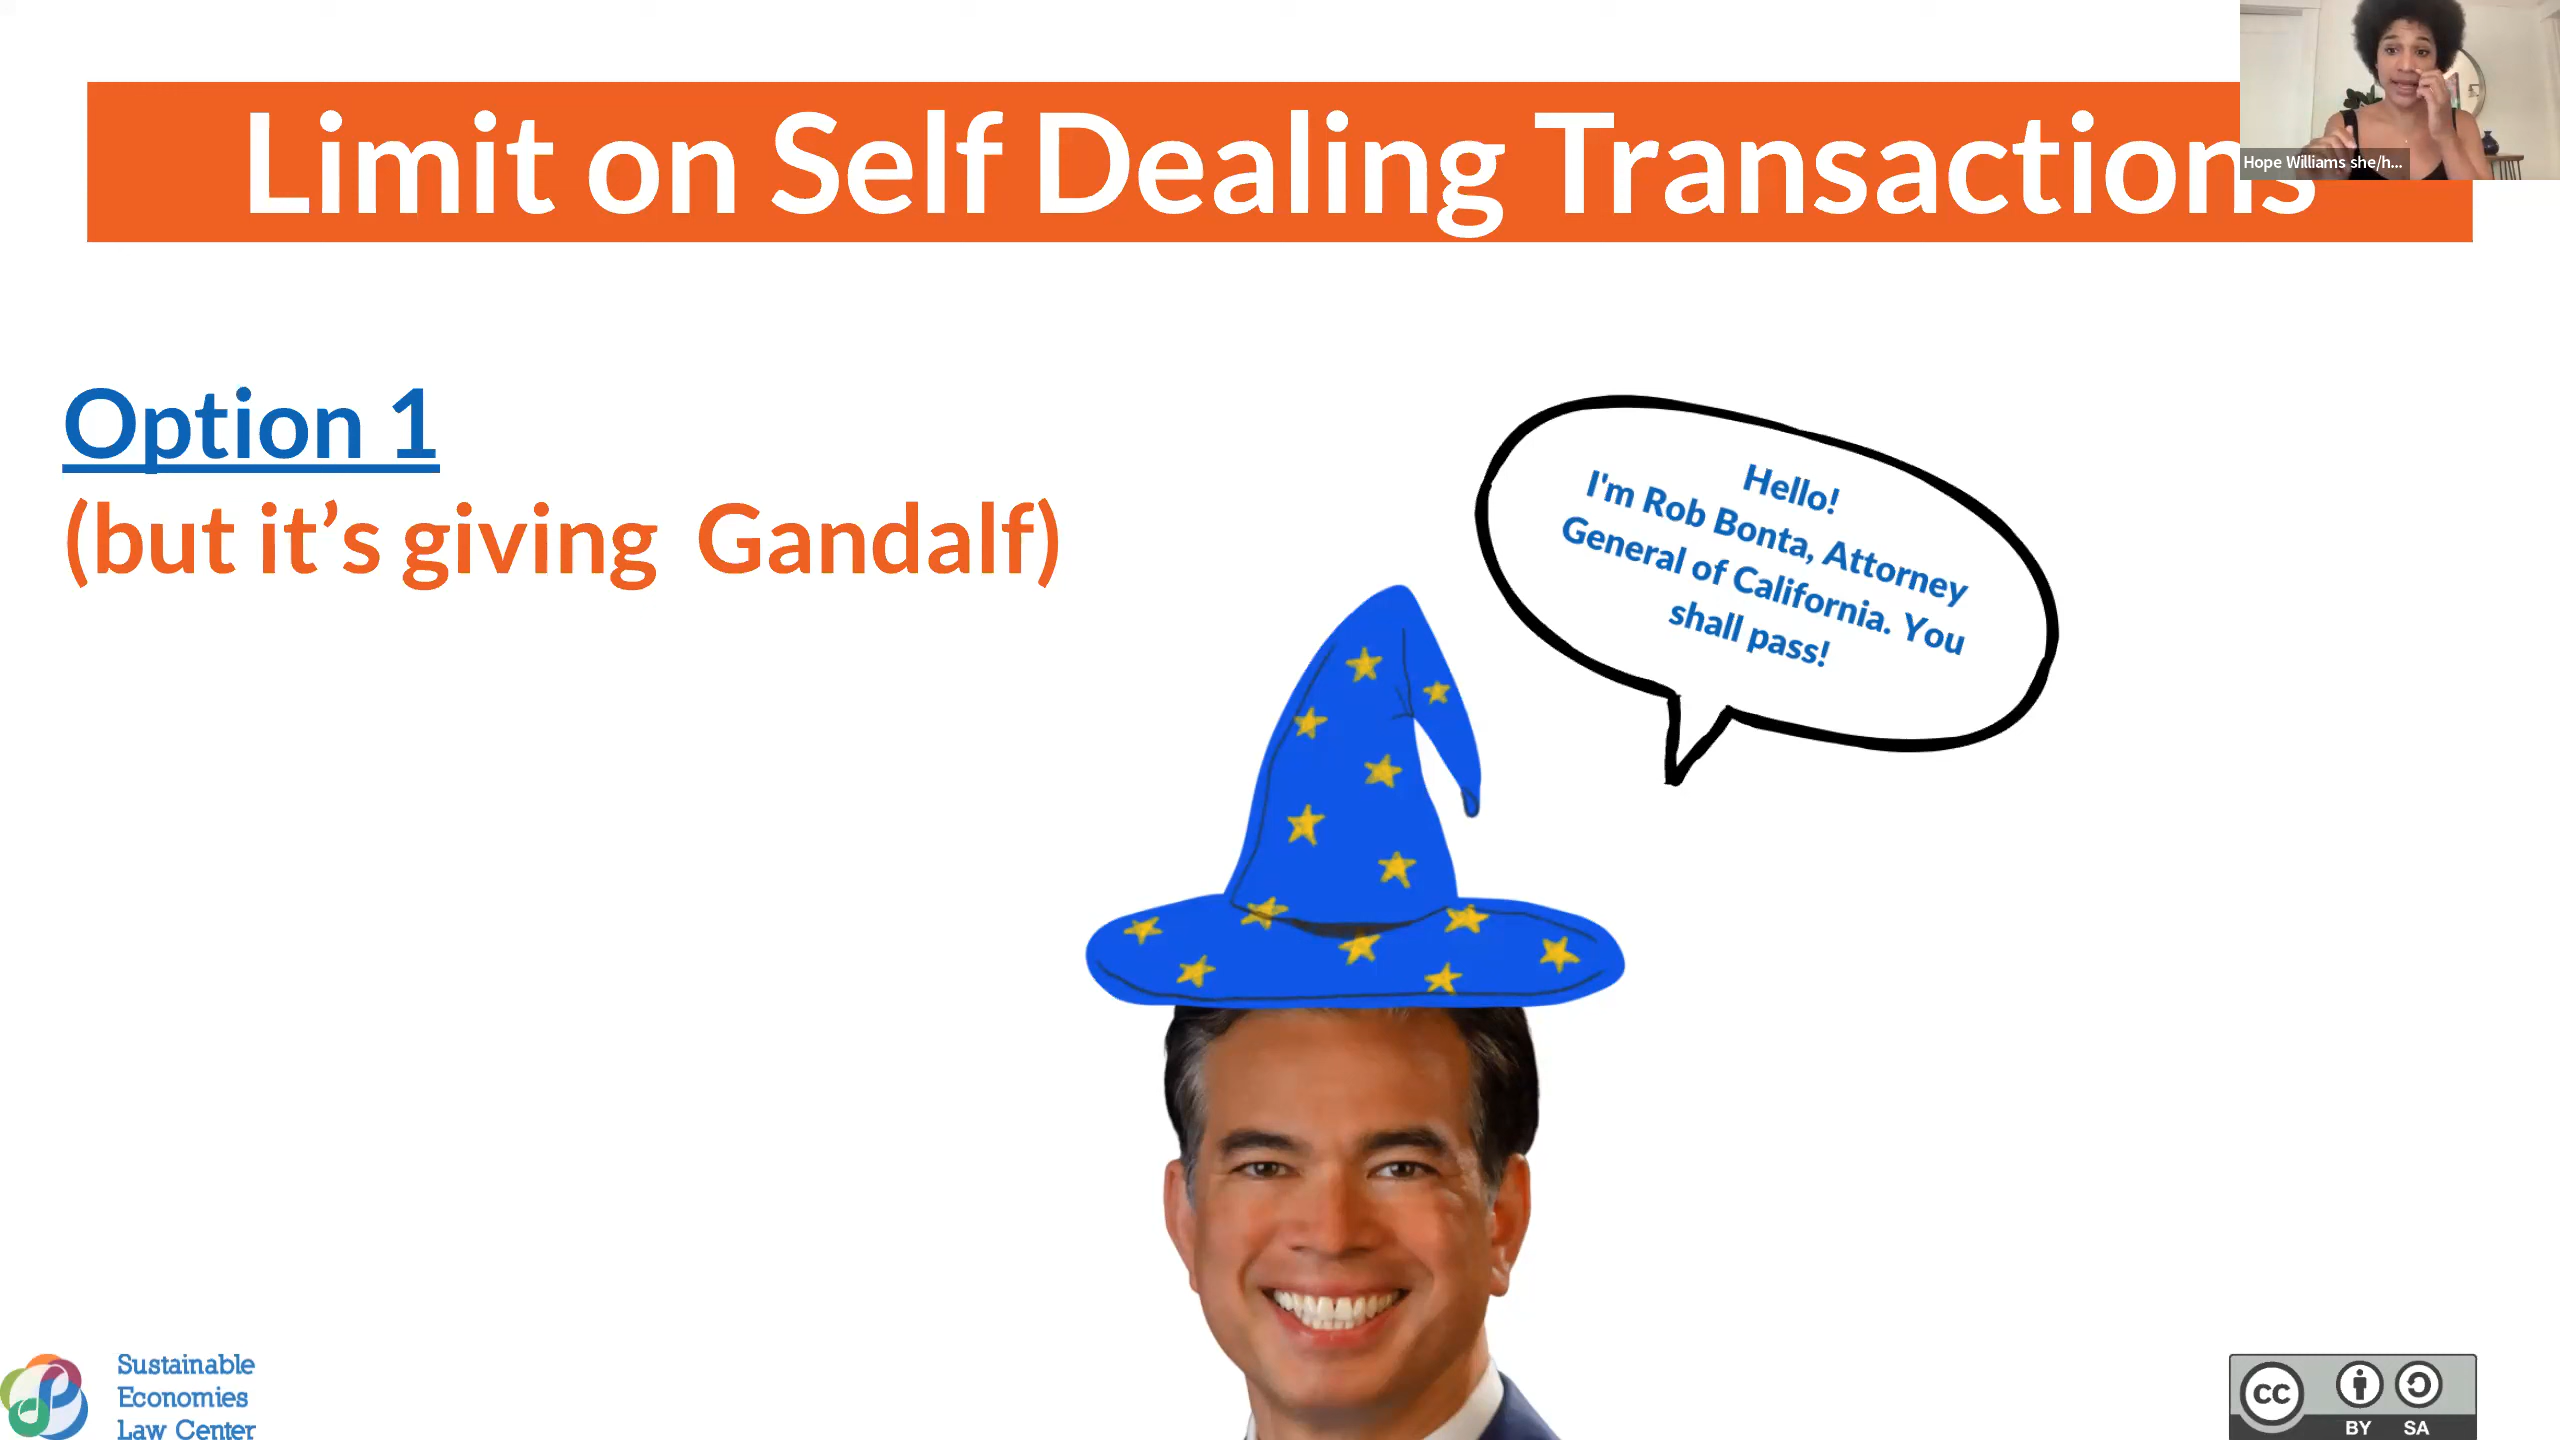 Limit on Self Dealing Transactions
Hope Williams she/h...
Option 1
(but it’s giving  Gandalf)
Hello!
I'm Rob Bonta, Attorney
General of California. You
shall pass!
Sustainable
Economies
Law Center
cc
BY SA